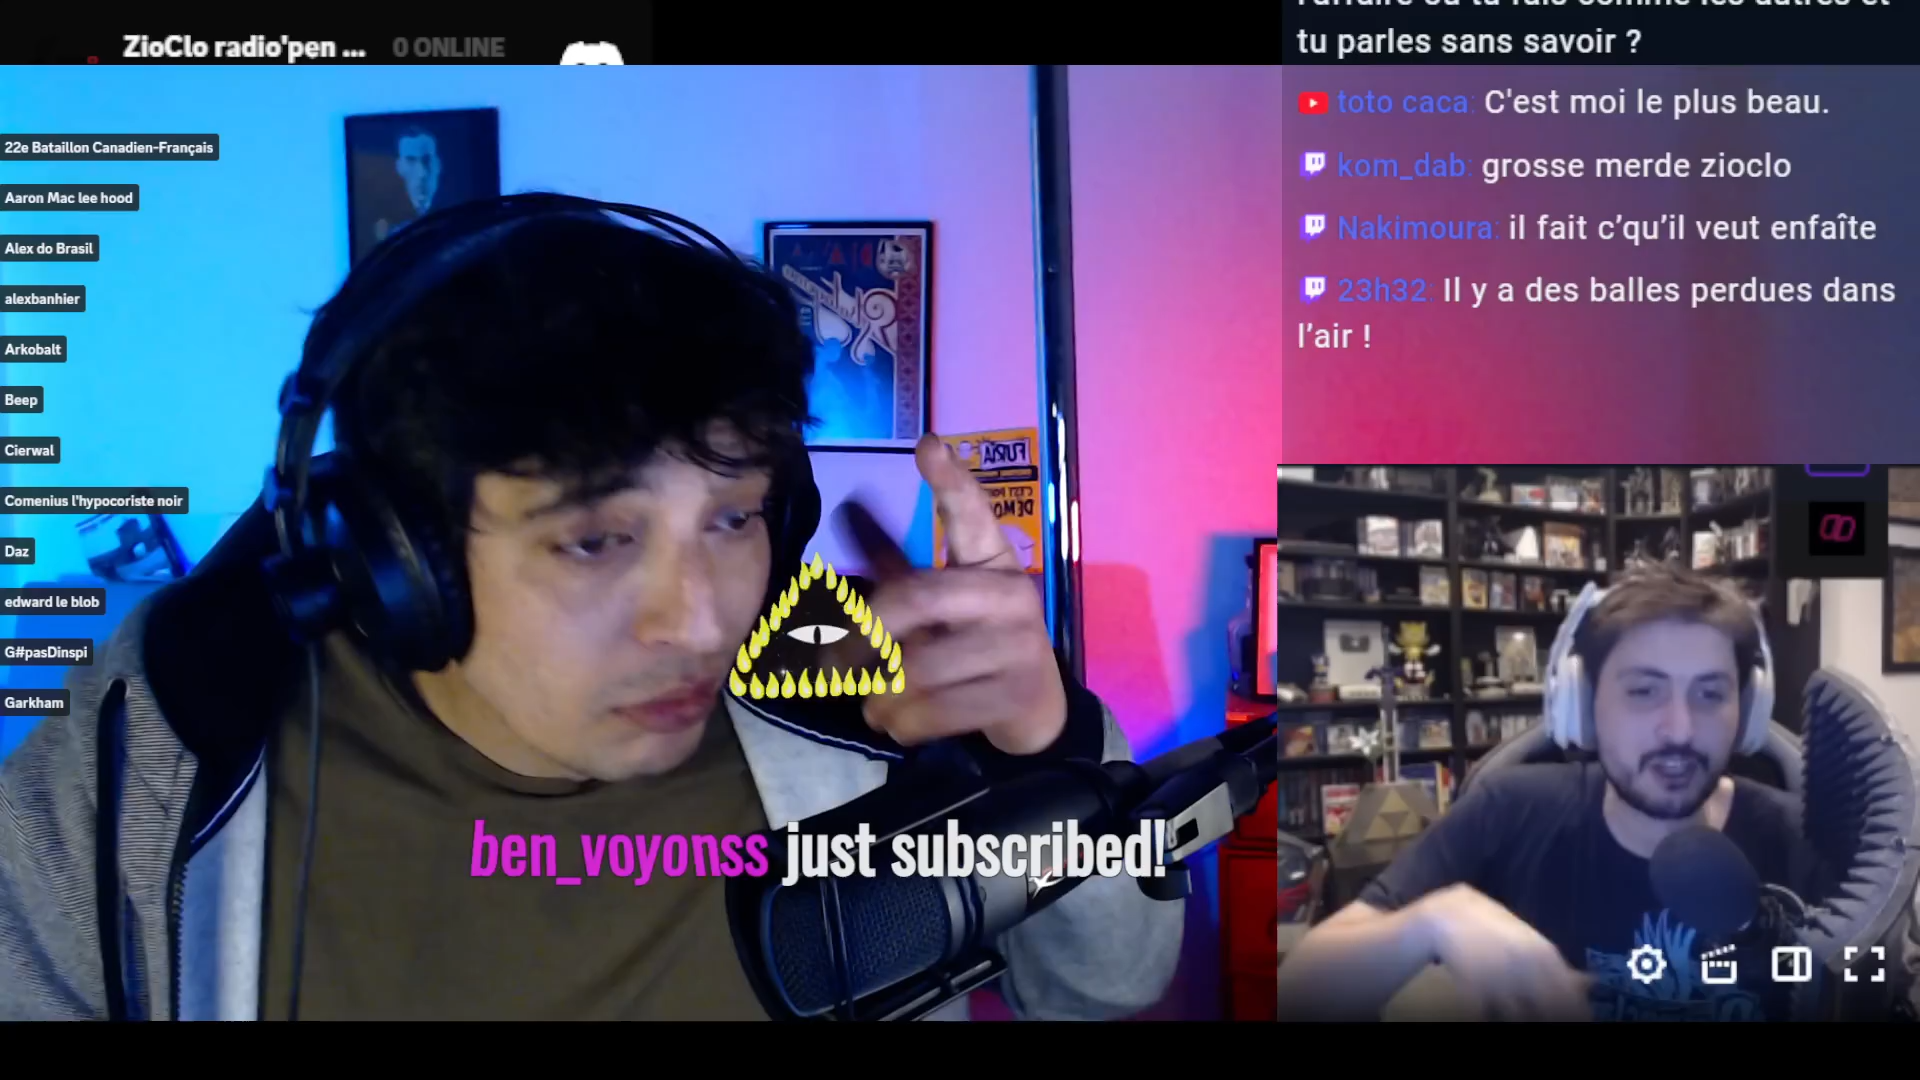 ZioClo radio'pen ... 0 ONLINE
tu parles sans savoir ?
toto caca: C'est moi le plus beau.
kom_dab: grosse merde zioclo
Nakimoura: il fait c’qu’il veut enfaîte
23h32: Il y a des balles perdues dans
l’air !
22e Bataillon Canadien-Français
Aaron Mac lee hood
Alex do Brasil
alexbanhier
Arkobalt
Beep
Cierwal
Comenius l'hypocoriste noir
Daz
edward le blob
G#pasDinspi
Garkham
FURIA
ben_voyonss just subscribed!